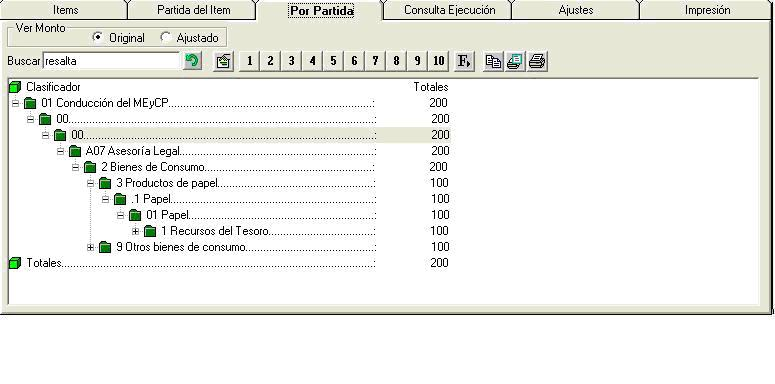 Items Partida del Item Por Partida Consulta Ejecución Ajustes Impresión
Ver Monto
Original Ajustado
Buscar resalta 1 2 3 4 5 6 7 8 9 10 F
Clasificador Totales
01 Conducción del MEyCP.....................................................................: 200
00.....................................................................................................: 200
00................................................................................................: 200
A07 Asesoría Legal................................................................: 200
2 Bienes de Consumo.......................................................: 200
3 Productos de papel....................................................: 100
.1 Papel..................................................................: 100
01 Papel..............................................................: 100
1 Recursos del Tesoro...................................: 100
9 Otros bienes de consumo...........................................: 100
Totales........................................................................................................: 200